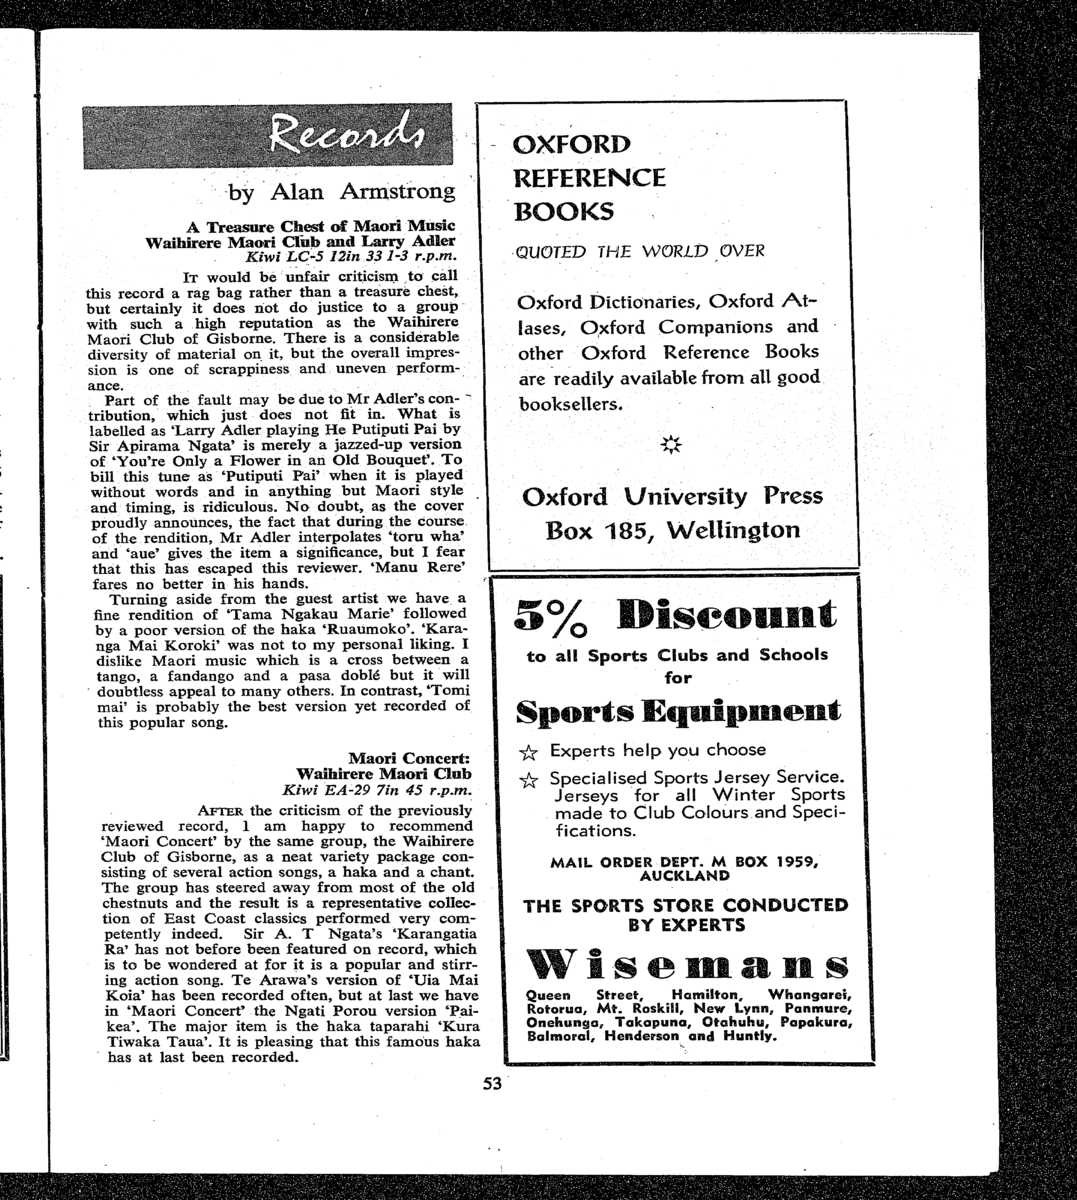 Records
by Alan Armstrong
A Treasure Chest of Maori Music
Waihirere Maori Club and Larry Adler
Kiwi LC-5 12in 33 1-3 r.p.m.
IT would be unfair criticism to call
this record a rag bag rather than a treasure chest,
but certainly it does not do justice to a group
with such a high reputation as the Waihirere
Maori Club of Gisborne. There is a considerable
diversity of material on it, but the overall impres-
sion is one of scrappiness and uneven perform-
ance.
Part of the fault may be due to Mr Adler's con-
tribution, which just does not fit in. What is
labelled as 'Larry Adler playing He Putiputi Pai by
Sir Apirama Ngata' is merely a jazzed-up version
of 'You're Only a Flower in an Old Bouquet'. To
bill this tune as 'Putiputi Pai' when it is played
without words and in anything but Maori style
and timing, is ridiculous. No doubt, as the cover
proudly announces, the fact that during the course
of the rendition, Mr Adler interpolates 'toru wha'
and 'aue' gives the item a significance, but I fear
that this has escaped this reviewer. 'Manu Rere'
fares no better in his hands.
Turning aside from the guest artist we have a
fine rendition of 'Tama Ngakau Marie' followed
by a poor version of the haka 'Ruaumoko'. 'Kara-
nga Mai Koroki' was not to my personal liking. I
dislike Maori music which is a cross between a
tango, a fandango and a pasa doblé but it will
doubtless appeal to many others. In contrast, 'Tomi
mai' is probably the best version yet recorded of
this popular song.
Maori Concert:
Waihirere Maori Club
Kiwi EA-29 7in 45 r.p.m.
AFTER the criticism of the previously
reviewed record, I am happy to recommend
'Maori Concert' by the same group, the Waihirere
Club of Gisborne, as a neat variety package con-
sisting of several action songs, a haka and a chant.
The group has steered away from most of the old
chestnuts and the result is a representative collec-
tion of East Coast classics performed very com-
petently indeed. Sir A. T Ngata's 'Karangatia
Ra' has not before been featured on record, which
is to be wondered at for it is a popular and stirr-
ing action song. Te Arawa's version of 'Uia Mai
Koia' has been recorded often, but at last we have
in 'Maori Concert' the Ngati Porou version 'Pai-
kea'. The major item is the haka taparahi 'Kura
Tiwaka Taua'. It is pleasing that this famous haka
has at last been recorded.
OXFORD
REFERENCE
BOOKS
QUOTED THE WORLD OVER
Oxford Dictionaries, Oxford At-
lases, Oxford Companions and
other Oxford Reference Books
are readily available from all good
booksellers.
Oxford University Press
Box 185, Wellington
5% Discount
to all Sports Clubs and Schools
for
Sports Equipment
☆ Experts help you choose
☆ Specialised Sports Jersey Service.
Jerseys for all Winter Sports
made to Club Colours and Speci-
fications.
MAIL ORDER DEPT. M BOX 1959,
AUCKLAND
THE SPORTS STORE CONDUCTED
BY EXPERTS
Wisemans
Queen Street, Hamilton, Whangarei,
Rotorua, Mt. Roskill, New Lynn, Panmure,
Onehunga, Takapuna, Otahuhu, Papakura,
Balmoral, Henderson and Huntly.
53